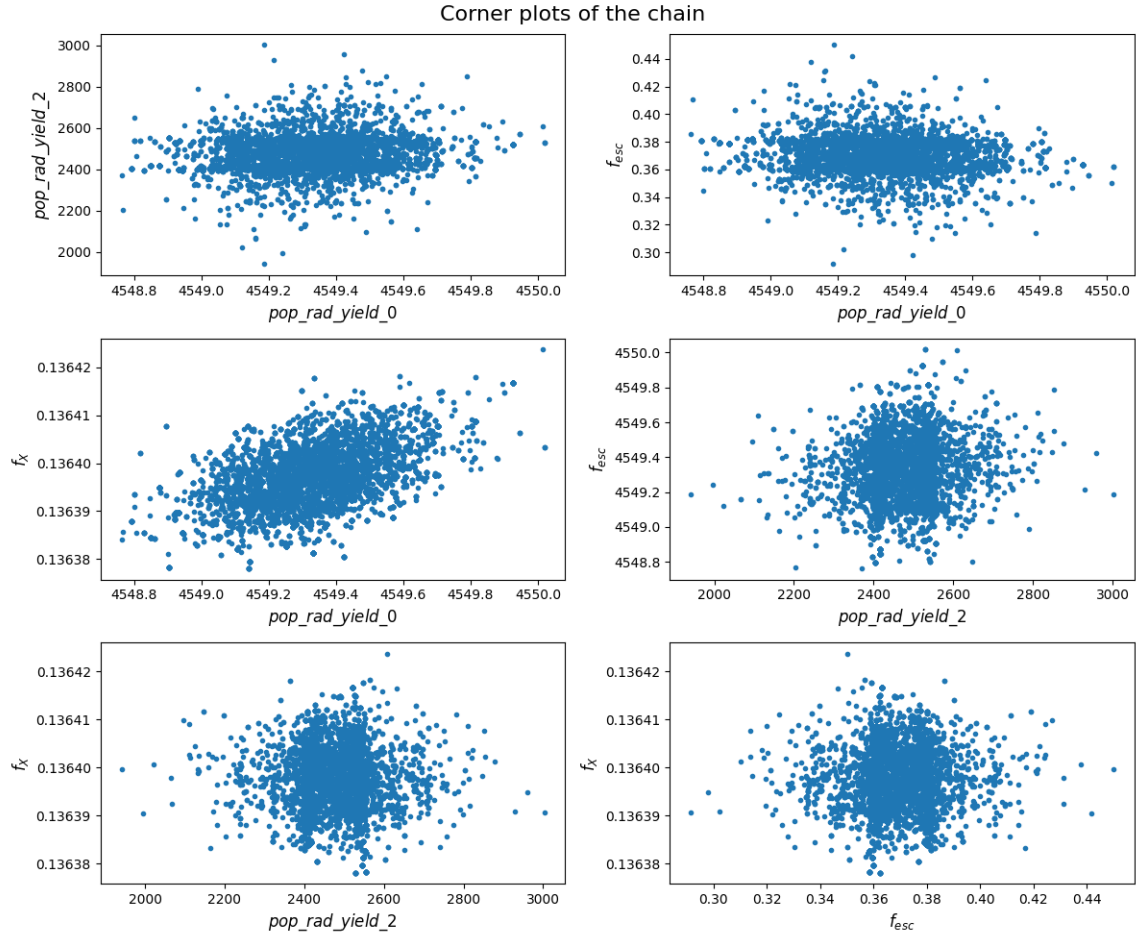 Corner plots of the chain
3000
2800
2600
2400
2200
2000
pop_rad_yield_2
4548.8 4549.0 4549.2 4549.4 4549.6 4549.8 4550.0
pop_rad_yield_0
0.44
0.42
0.40
0.38
0.36
0.34
0.32
0.30
f_esc
4548.8 4549.0 4549.2 4549.4 4549.6 4549.8 4550.0
pop_rad_yield_0
0.13642
0.13641
0.13640
0.13639
0.13638
f_X
4548.8 4549.0 4549.2 4549.4 4549.6 4549.8 4550.0
pop_rad_yield_0
4550.0
4549.8
4549.6
4549.4
4549.2
4549.0
4548.8
f_esc
2000 2200 2400 2600 2800 3000
pop_rad_yield_2
0.13642
0.13641
0.13640
0.13639
0.13638
f_X
2000 2200 2400 2600 2800 3000
pop_rad_yield_2
0.13642
0.13641
0.13640
0.13639
0.13638
f_X
0.30 0.32 0.34 0.36 0.38 0.40 0.42 0.44
f_esc